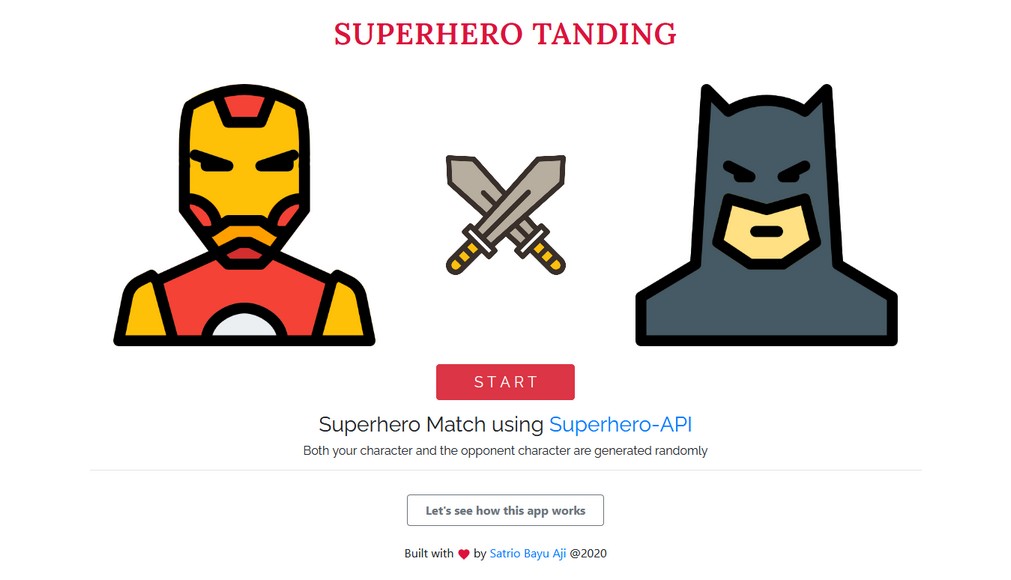 SUPERHERO TANDING
START
Superhero Match using Superhero-API
Both your character and the opponent character are generated randomly
Let's see how this app works
Built with ❤ by Satrio Bayu Aji @2020